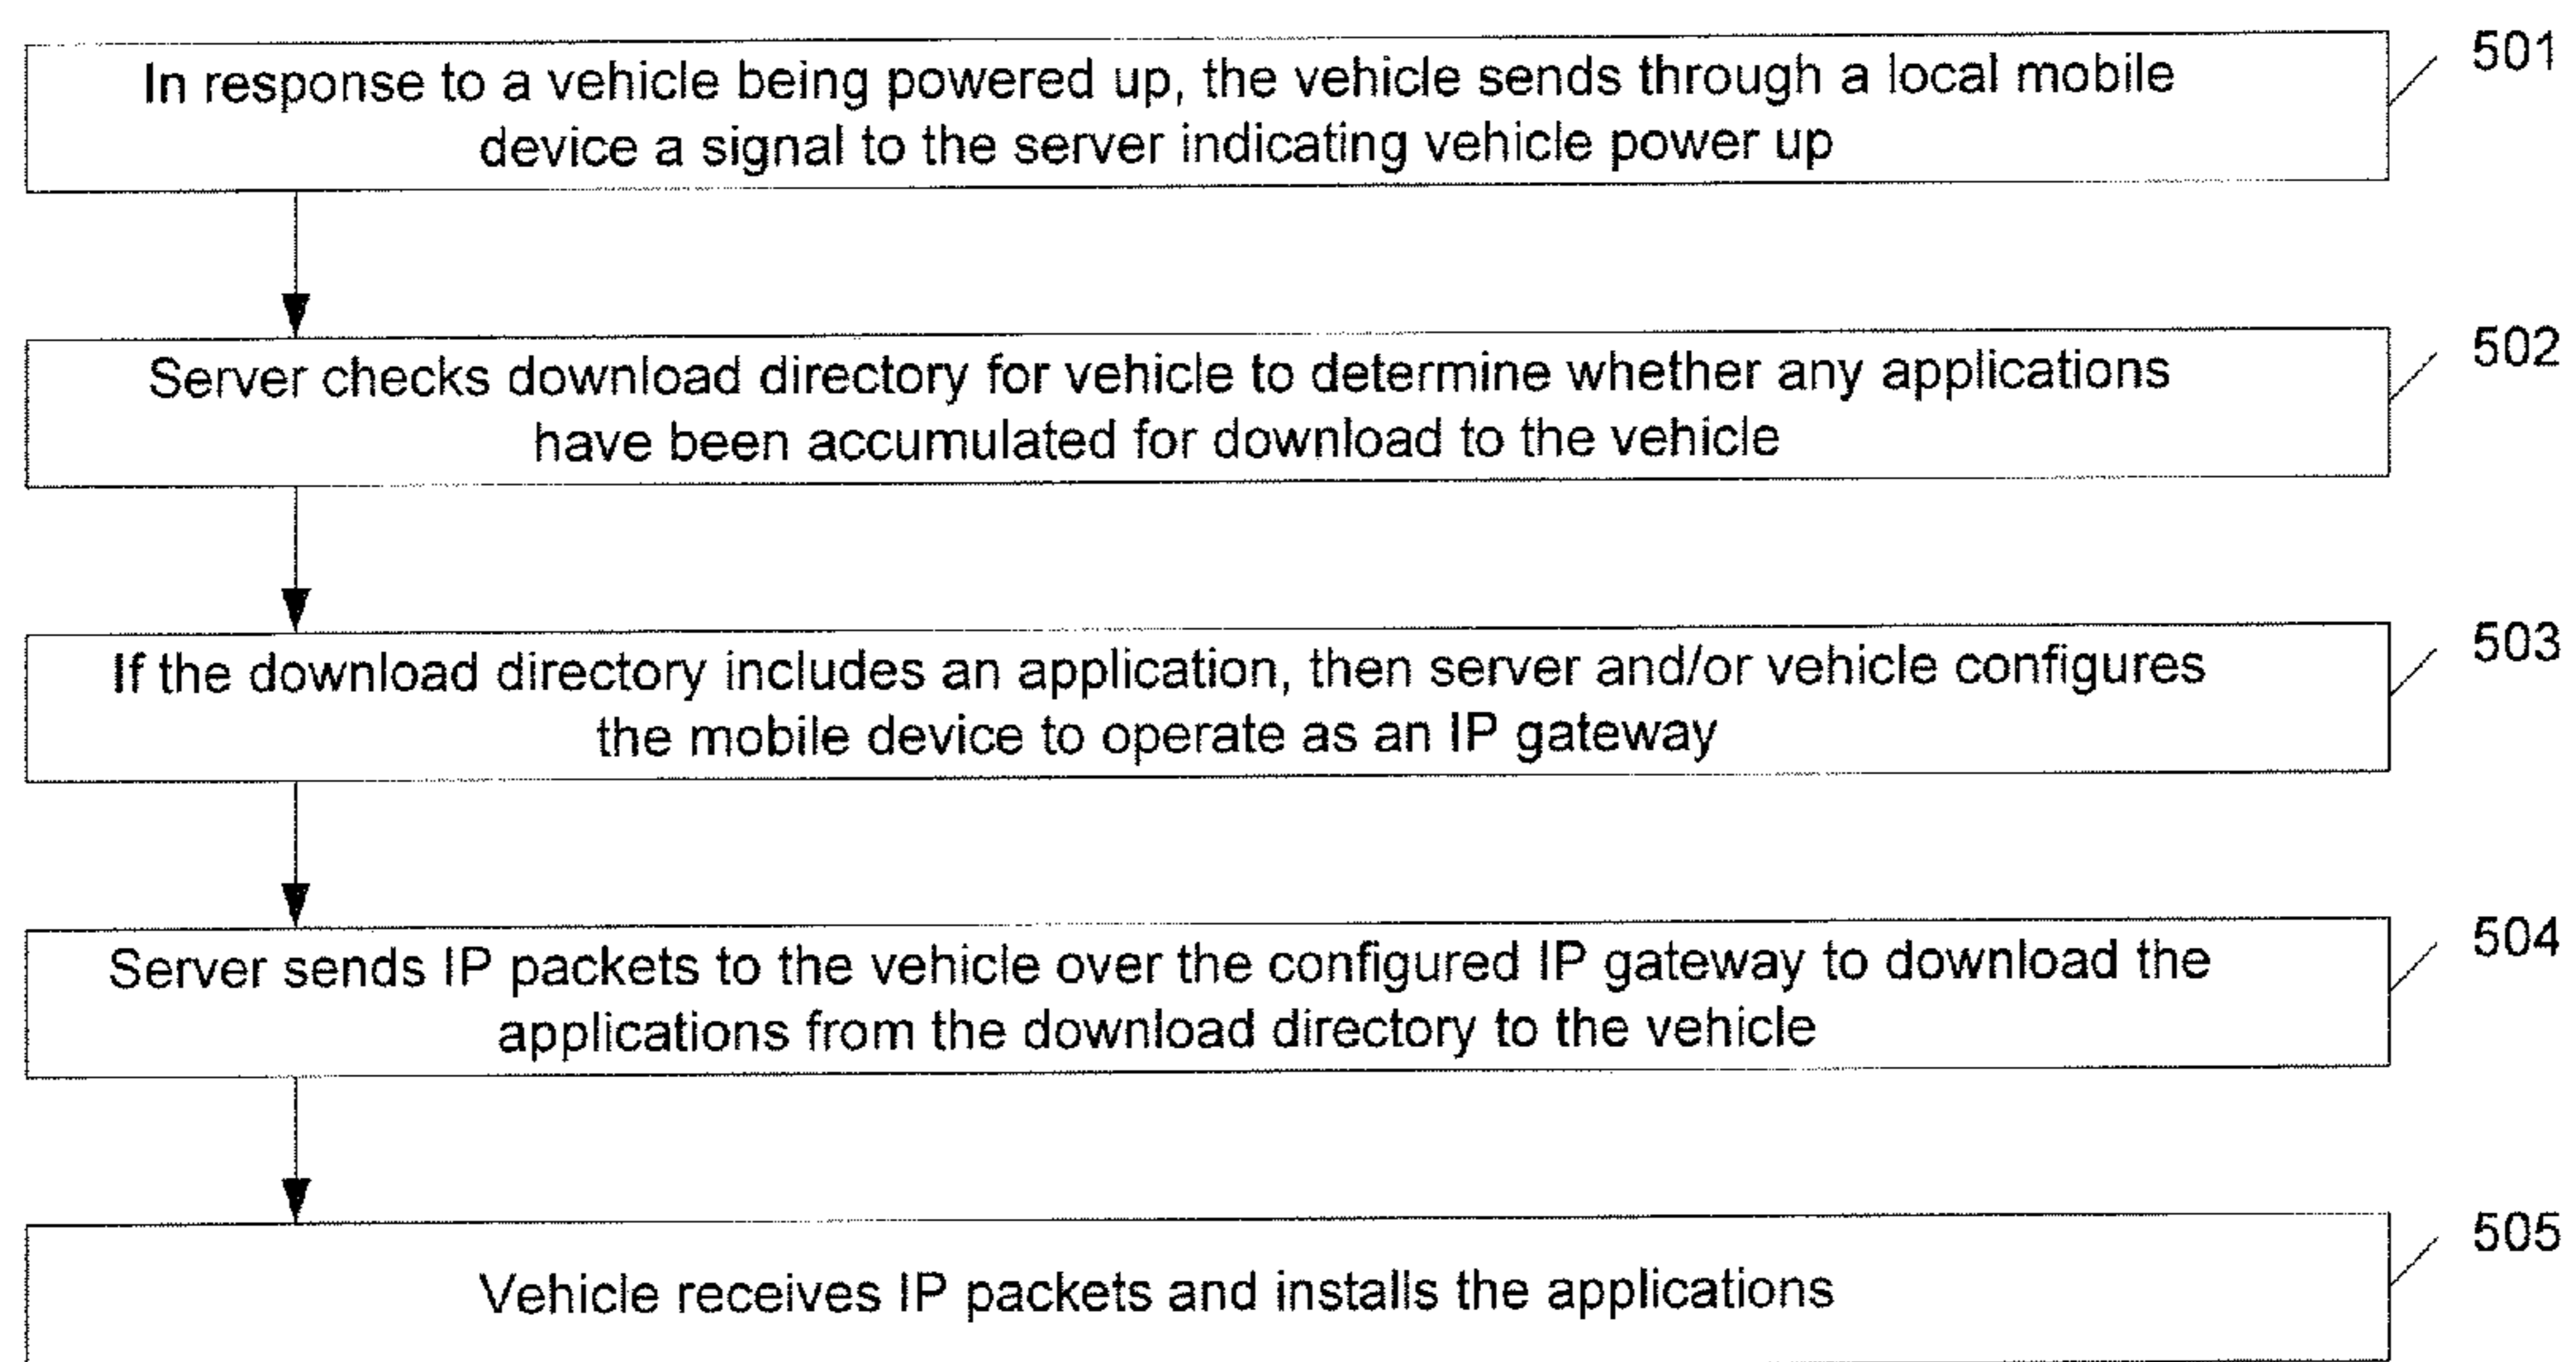 In response to a vehicle being powered up, the vehicle sends through a local mobile
device a signal to the server indicating vehicle power up
501
Server checks download directory for vehicle to determine whether any applications
have been accumulated for download to the vehicle
502
If the download directory includes an application, then server and/or vehicle configures
the mobile device to operate as an IP gateway
503
Server sends IP packets to the vehicle over the configured IP gateway to download the
applications from the download directory to the vehicle
504
Vehicle receives IP packets and installs the applications
505